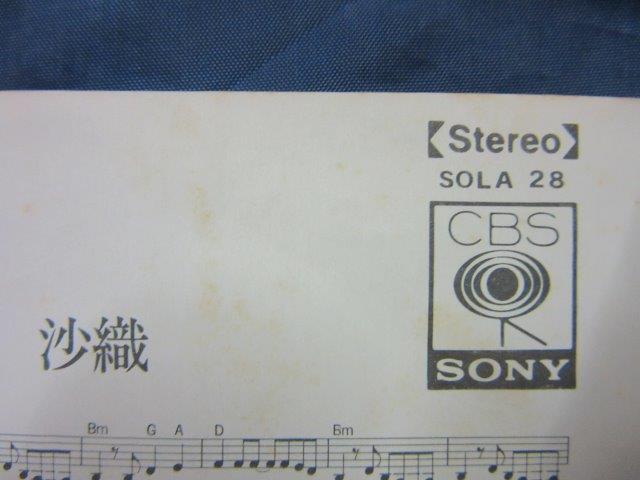 【Stereo】
SOLA 28
CBS
SONY
沙織
Bm G A D Bm